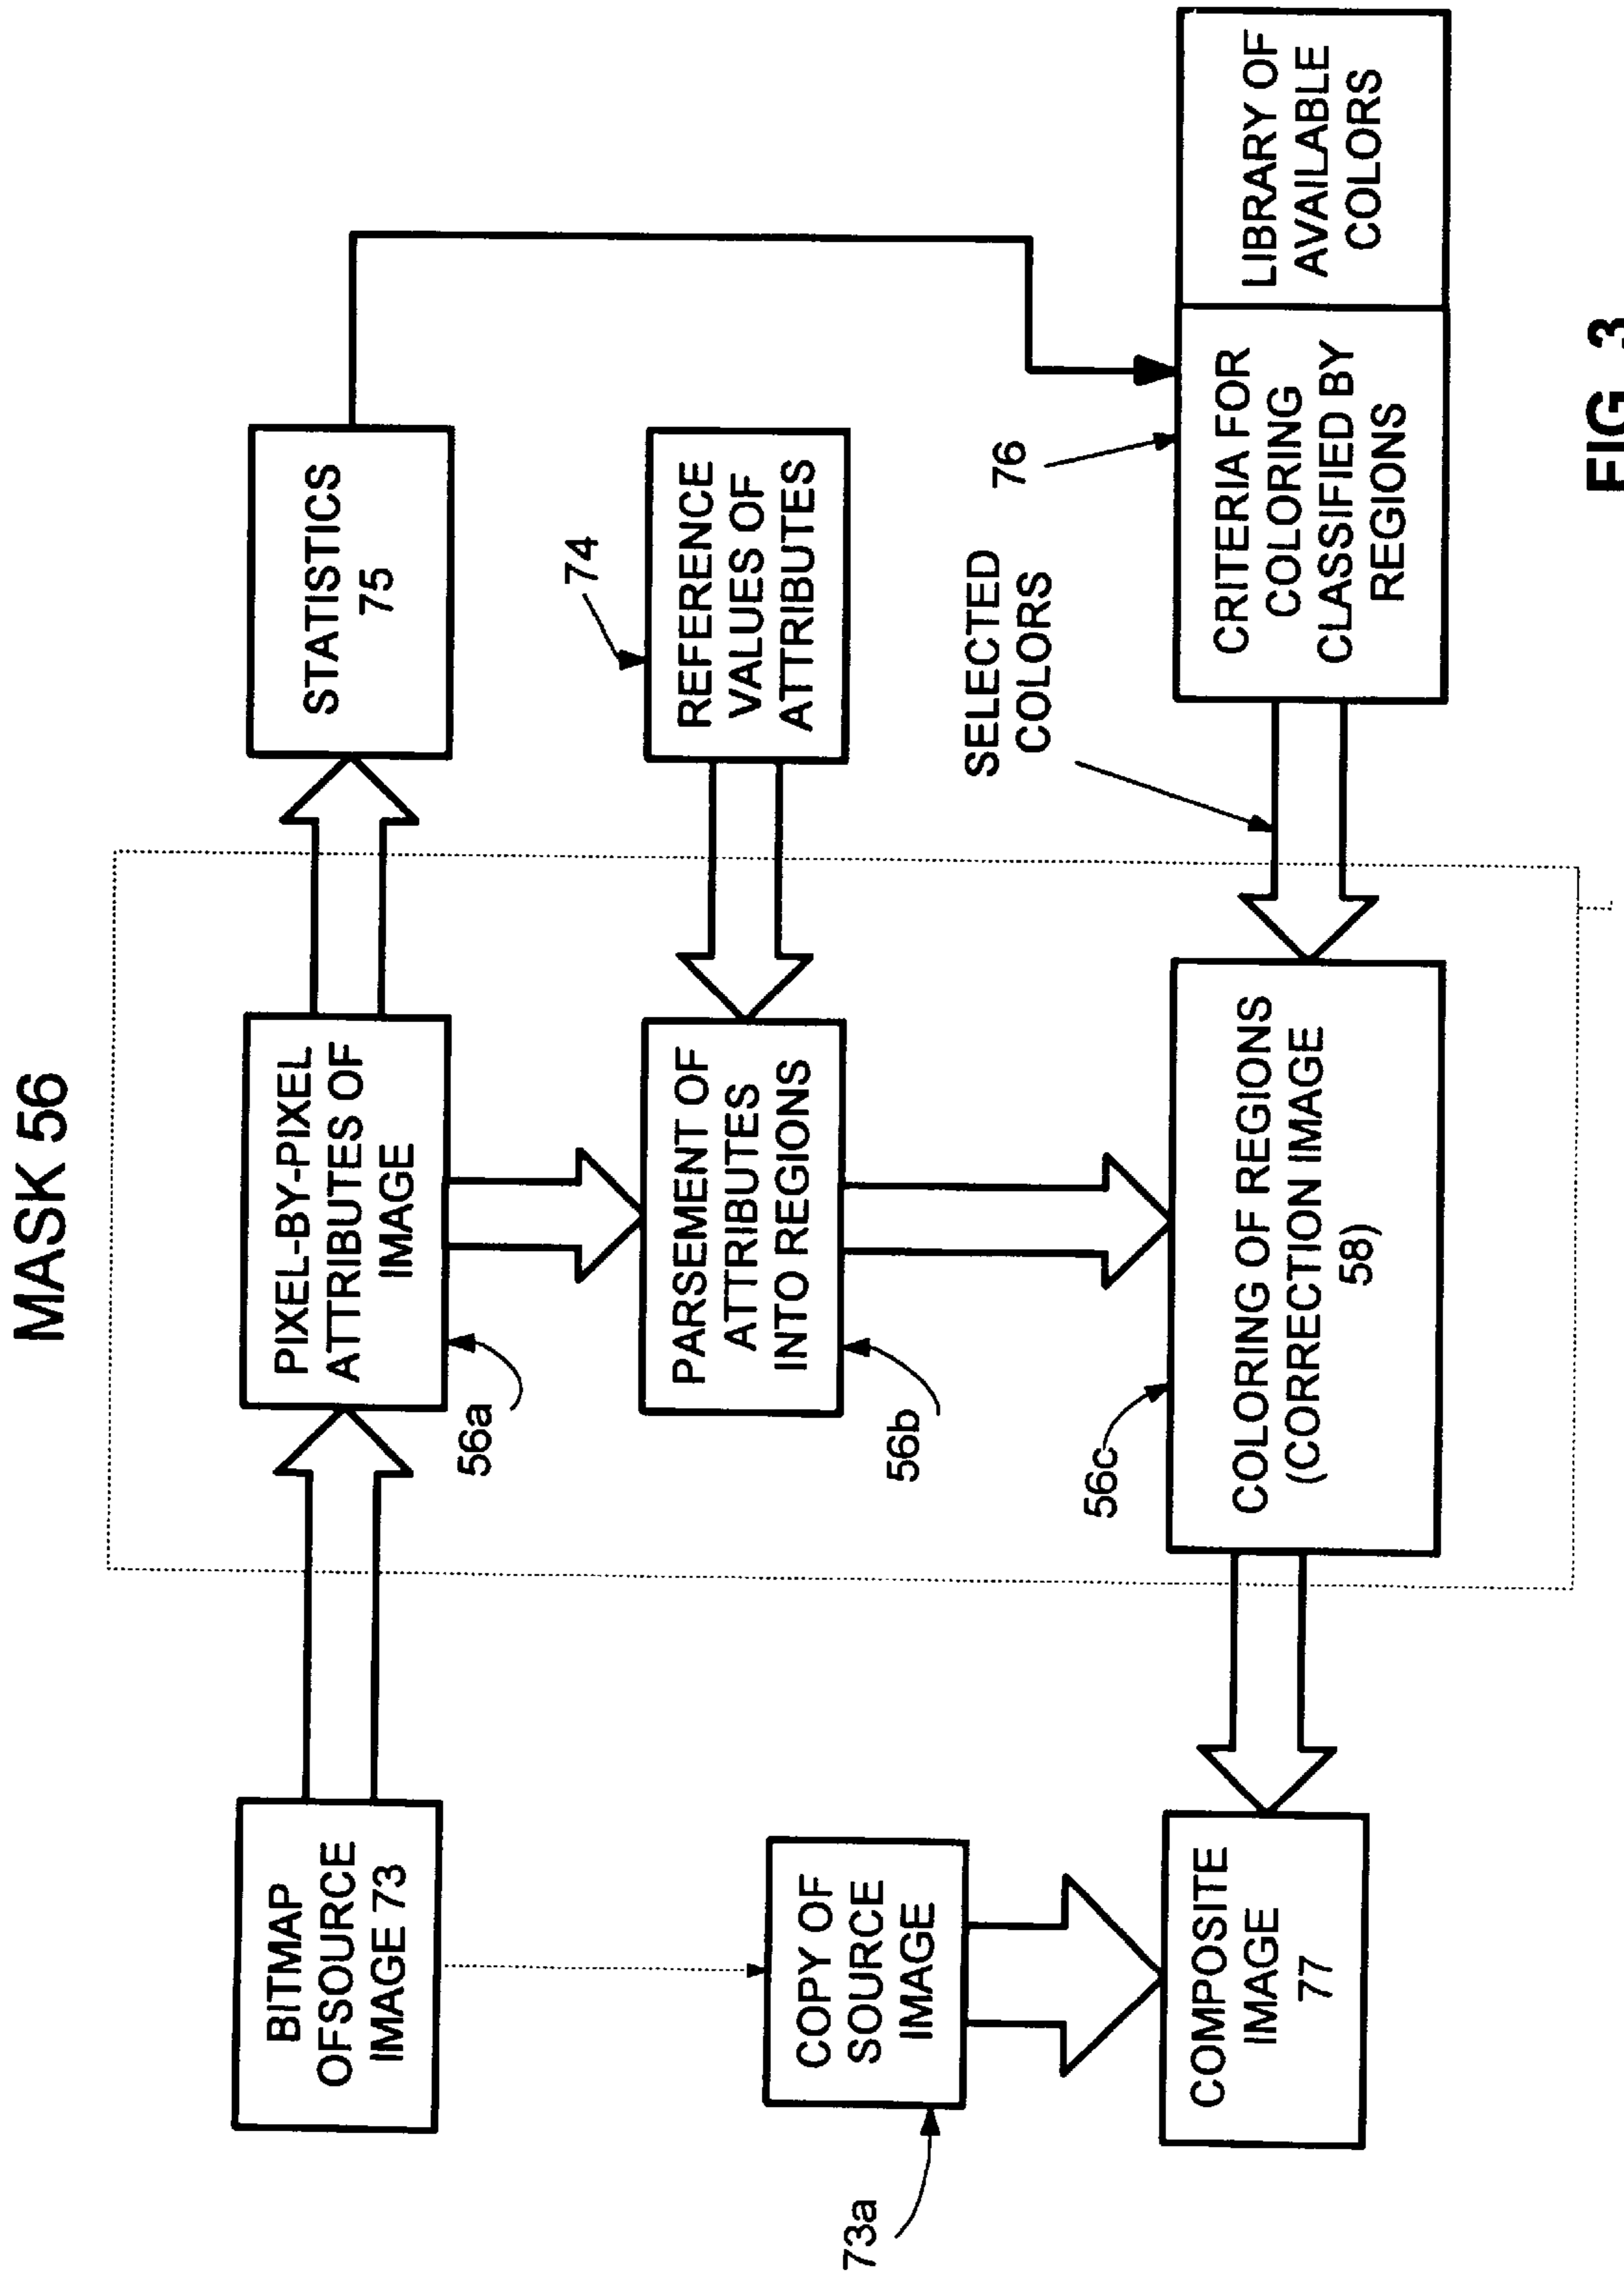 MASK 56
BITMAP
OFSOURCE
IMAGE 73
PIXEL-BY-PIXEL
ATTRIBUTES OF
IMAGE
STATISTICS
75
56a
74
COPY OF
SOURCE
IMAGE
73a
PARSEMENT OF
ATTRIBUTES
INTO REGIONS
REFERENCE
VALUES OF
ATTRIBUTES
56b
SELECTED
COLORS
76
56c
COMPOSITE
IMAGE
77
COLORING OF REGIONS
(CORRECTION IMAGE
58)
CRITERIA FOR
COLORING
CLASSIFIED BY
REGIONS
LIBRARY OF
AVAILABLE
COLORS
FIG. 3